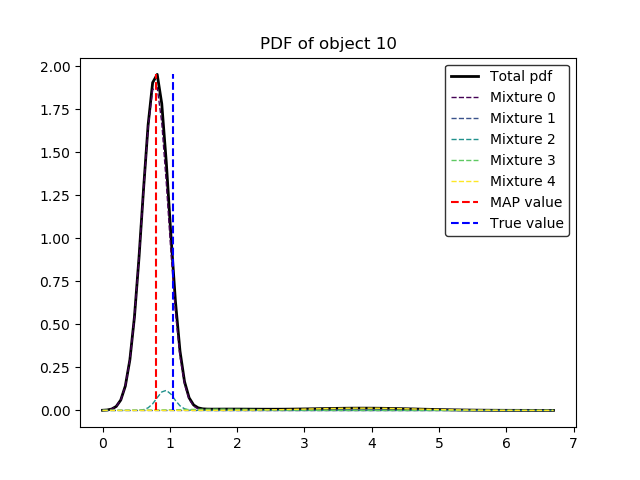 PDF of object 10
2.00
1.75
1.50
1.25
1.00
0.75
0.50
0.25
0.00
0 1 2 3 4 5 6 7
Total pdf
Mixture 0
Mixture 1
Mixture 2
Mixture 3
Mixture 4
MAP value
True value